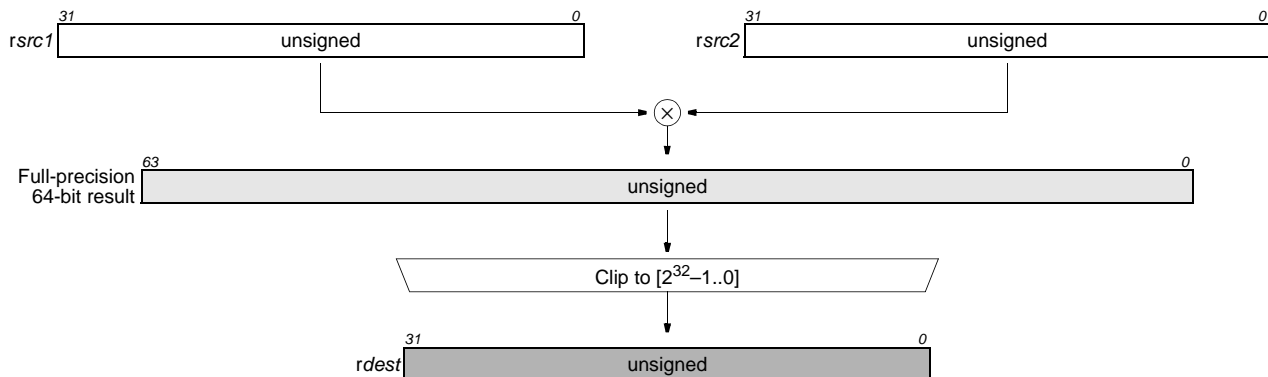 31 0 31 0
rsrc1 unsigned rsrc2 unsigned
63 0
Full-precision
64-bit result
unsigned
Clip to [2³²–1..0]
31 0
rdest unsigned